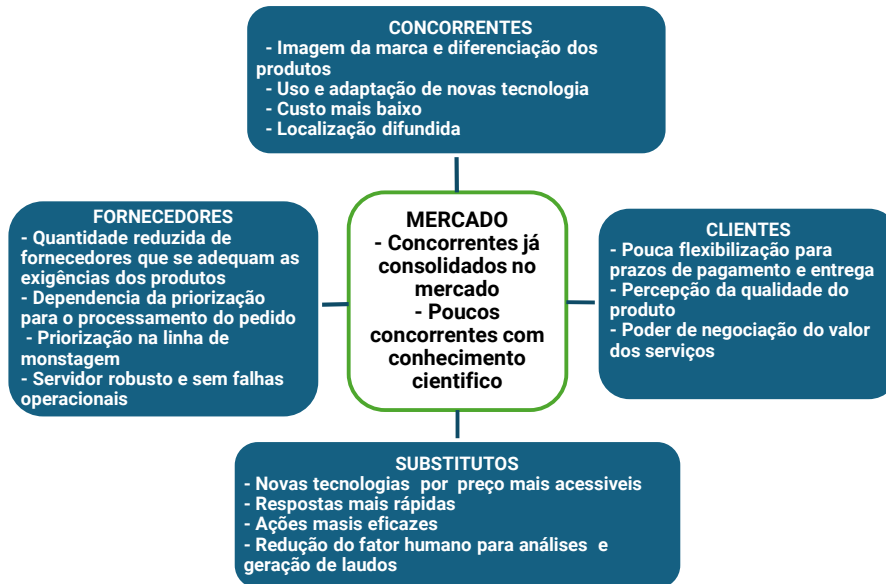 CONCORRENTES
- Imagem da marca e diferenciação dos
produtos
- Uso e adaptação de novas tecnologia
- Custo mais baixo
- Localização difundida
FORNECEDORES
- Quantidade reduzida de
fornecedores que se adequam as
exigências dos produtos
- Dependencia da priorização
para o processamento do pedido
- Priorização na linha de
monstagem
- Servidor robusto e sem falhas
operacionais
MERCADO
- Concorrentes já
consolidados no
mercado
- Poucos
concorrentes com
conhecimento
cientifico
CLIENTES
- Pouca flexibilização para
prazos de pagamento e entrega
- Percepção da qualidade do
produto
- Poder de negociação do valor
dos serviços
SUBSTITUTOS
- Novas tecnologias por preço mais acessiveis
- Respostas mais rápidas
- Ações masis eficazes
- Redução do fator humano para análises e
geração de laudos